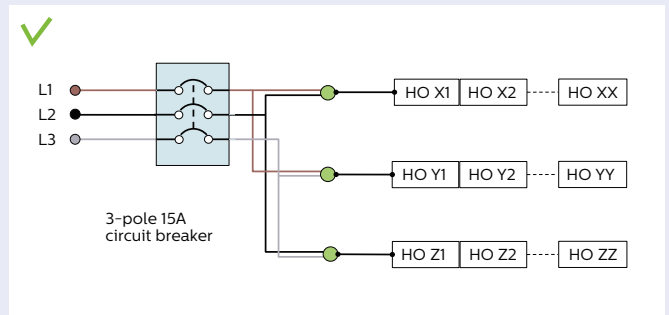 L1
HO X1 HO X2 HO XX
L2
L3
HO Y1 HO Y2 HO YY
3-pole 15A
circuit breaker
HO Z1 HO Z2 HO ZZ